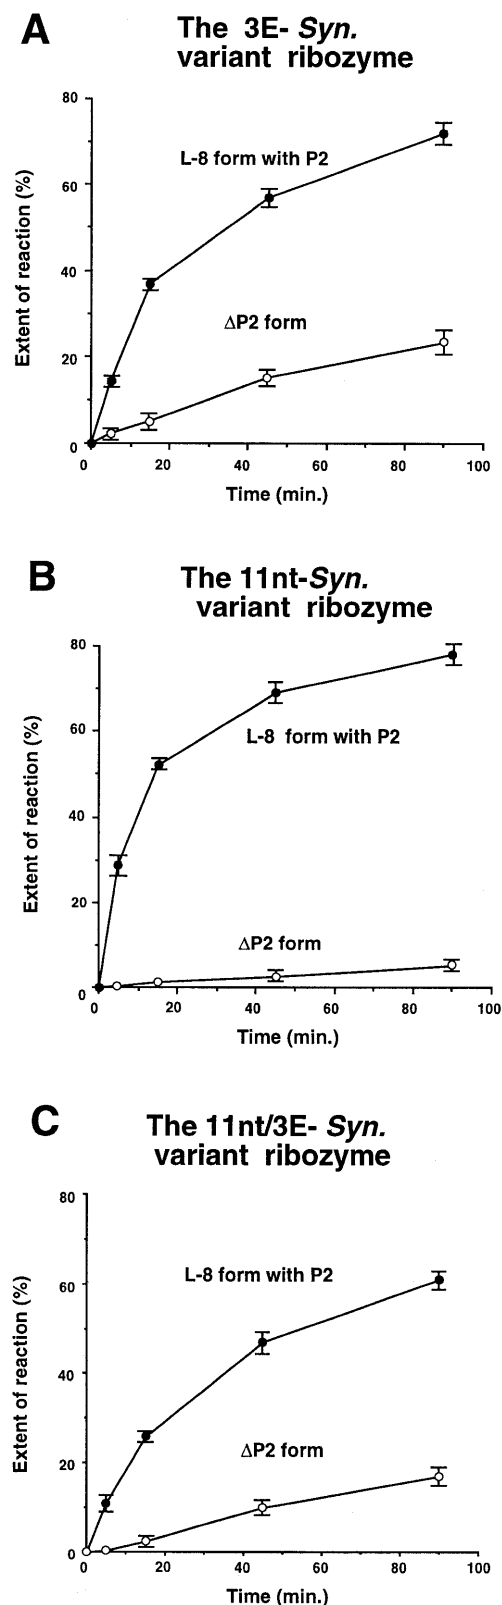 A
The 3E- Syn.
variant ribozyme
80
60
40
20
0
Extent of reaction (%)
L-8 form with P2
ΔP2 form
0 20 40 60 80 100
Time (min.)
B
The 11nt-Syn.
variant ribozyme
80
60
40
20
0
Extent of reaction (%)
L-8 form with P2
ΔP2 form
0 20 40 60 80 100
Time (min.)
C
The 11nt/3E- Syn.
variant ribozyme
80
60
40
20
0
Extent of reaction (%)
L-8 form with P2
ΔP2 form
0 20 40 60 80 100
Time (min.)